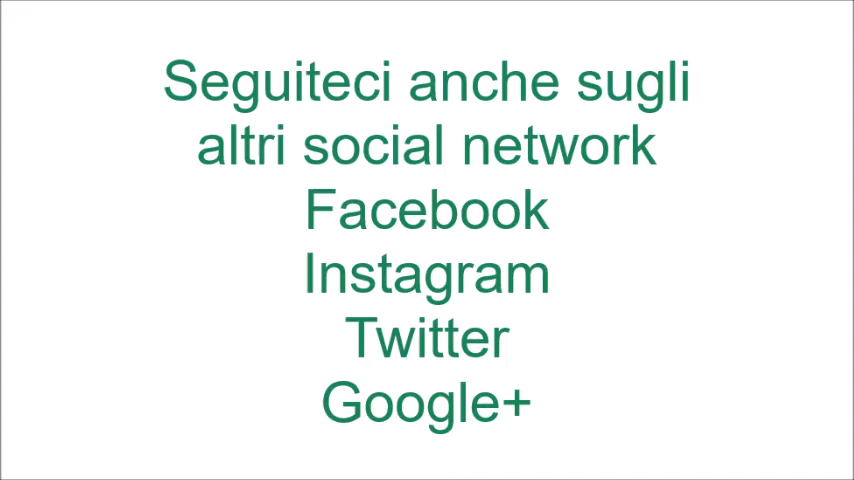 Seguiteci anche sugli
altri social network
Facebook
Instagram
Twitter
Google+